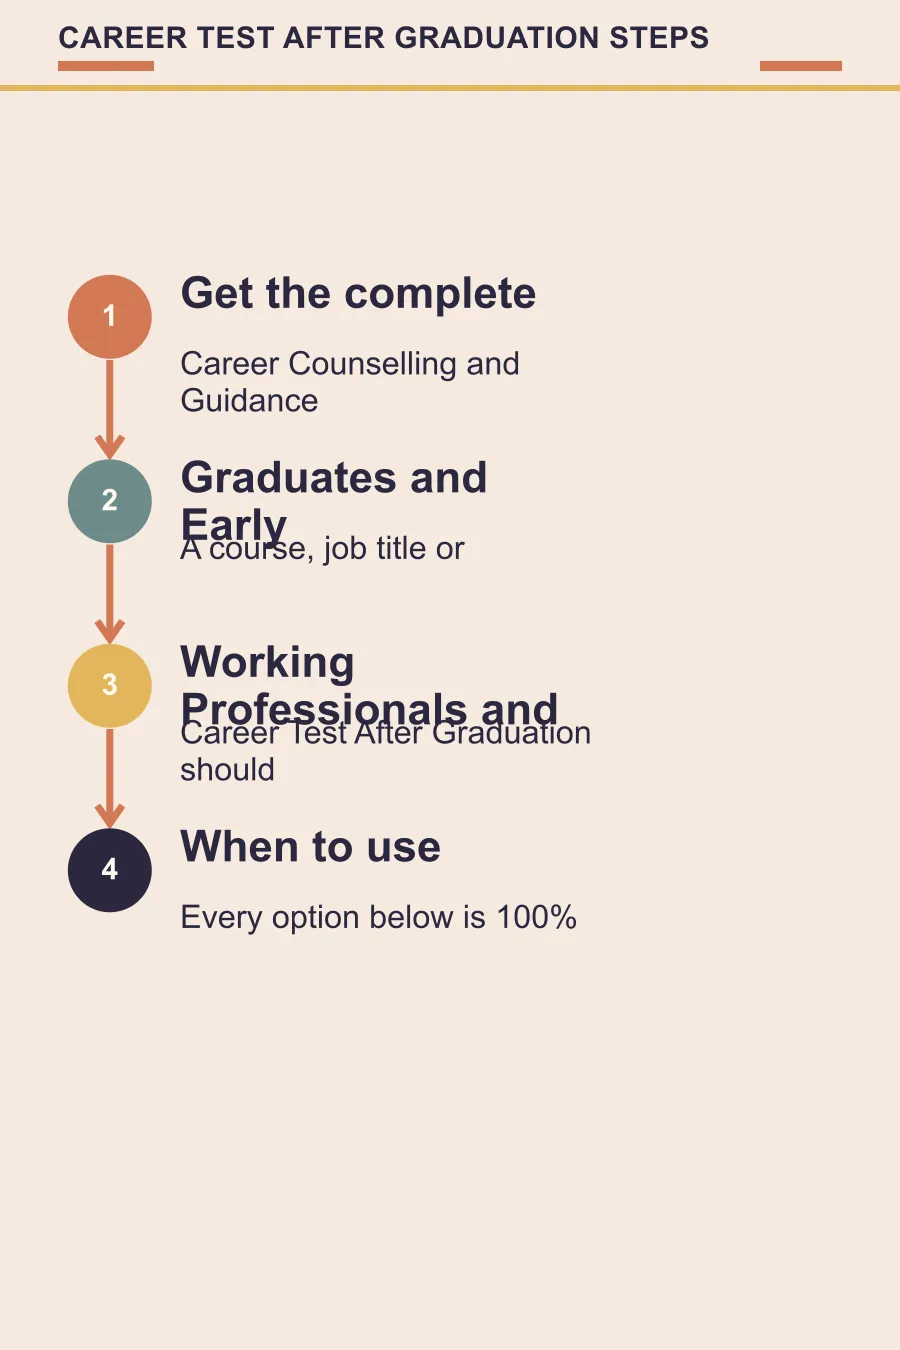 CAREER TEST AFTER GRADUATION STEPS
1
Get the complete
Career Counselling and
Guidance
2
Graduates and
Early
A course, job title or
3
Working
Professionals and
Career Test After Graduation
should
4
When to use
Every option below is 100%